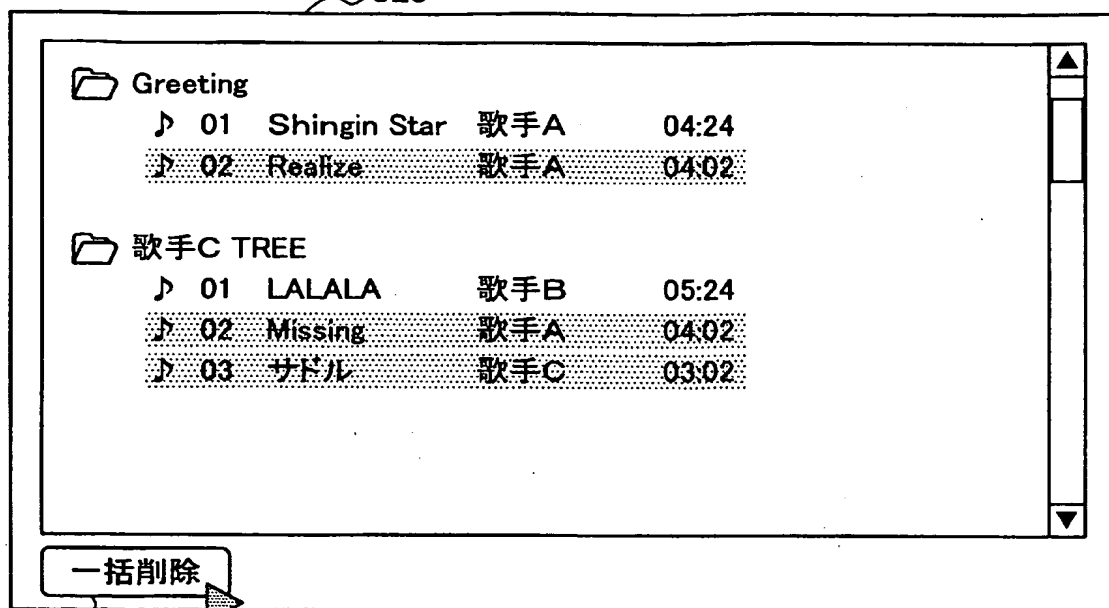 Greeting
♪ 01 Shingin Star 歌手A 04:24
♪ 02 Realize 歌手A 04:02
歌手C TREE
♪ 01 LALALA 歌手B 05:24
♪ 02 Missing 歌手A 04:02
♪ 03 サドル 歌手C 03:02
一括削除